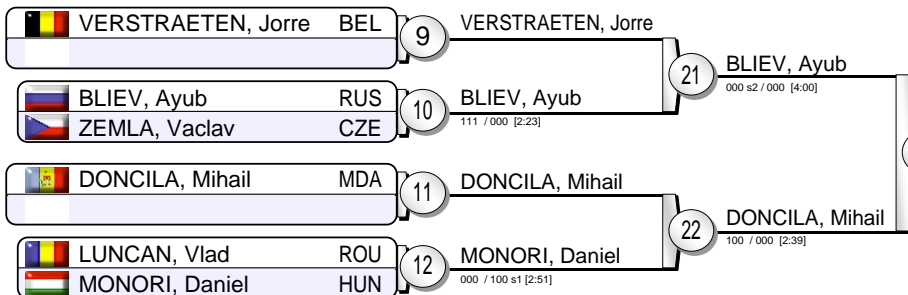 VERSTRAETEN, Jorre BEL
9
VERSTRAETEN, Jorre
BLIEV, Ayub RUS
ZEMLA, Vaclav CZE
10
BLIEV, Ayub
111 / 000 [2:23]
21
BLIEV, Ayub
000 s2 / 000 [4:00]
DONCILA, Mihail MDA
11
DONCILA, Mihail
LUNCAN, Vlad ROU
MONORI, Daniel HUN
12
MONORI, Daniel
000 / 100 s1 [2:51]
22
DONCILA, Mihail
100 / 000 [2:39]